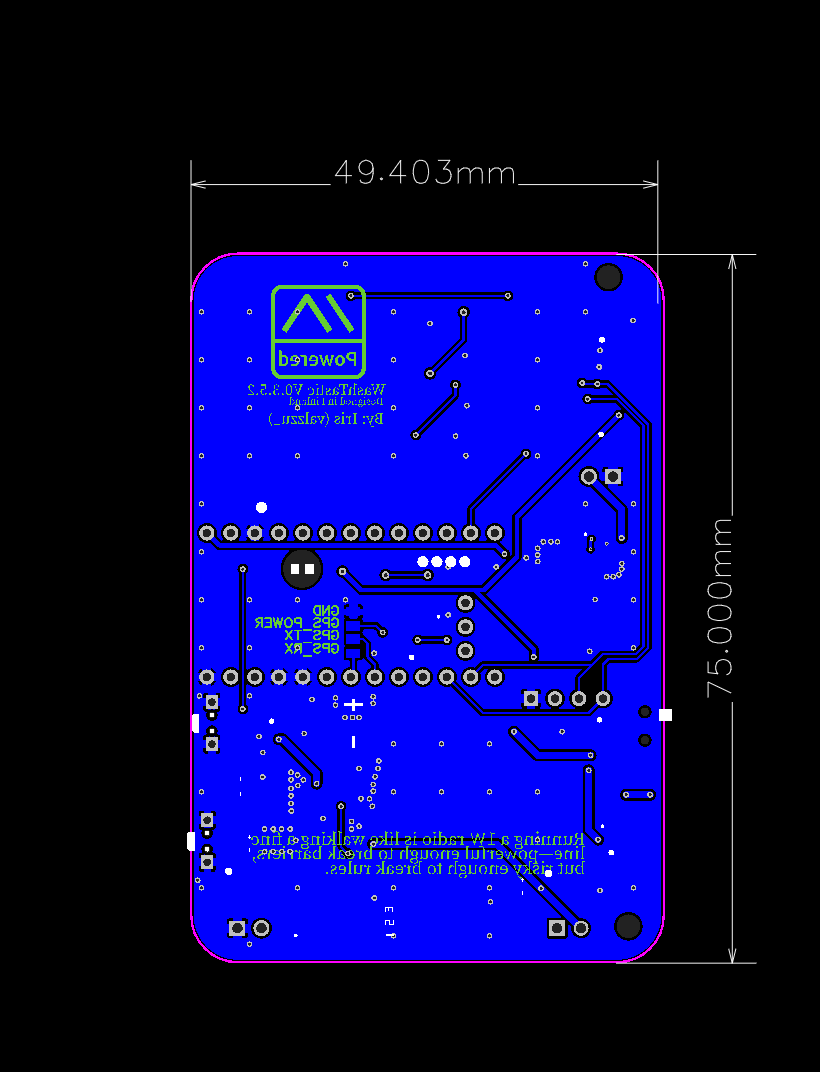 49.403mm
Powered
WashTastic V0.3.5.2
Designed in Finland
By: Iris (valzzu_)
75.000mm
GND
GPS_POWER
GPS_TX
GPS_RX
+
-
Running a 1W radio is like walking a fine
line—powerful enough to break barriers,
but risky enough to break rules.